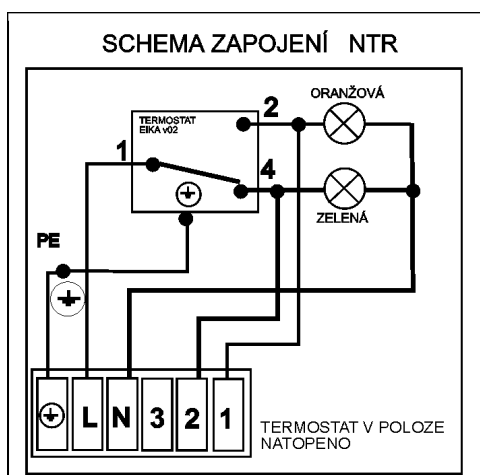 SCHEMA ZAPOJENÍ NTR
ORANŽOVÁ
TERMOSTAT
EIKA v02
2
1
4
ZELENÁ
PE
L N 3 2 1
TERMOSTAT V POLOZE
NATOPENO